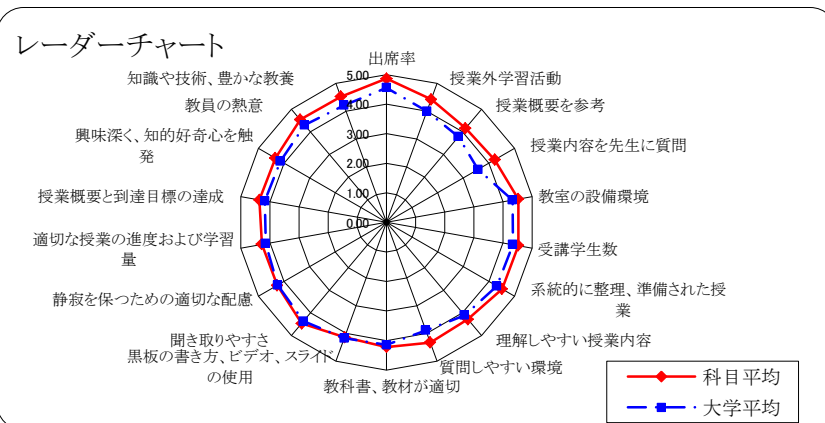 レーダーチャート
出席率
授業外学習活動
授業概要を参考
授業内容を先生に質問
教室の設備環境
受講学生数
系統的に整理、準備された授
業
理解しやすい授業内容
質問しやすい環境
教科書、教材が適切
黒板の書き方、ビデオ、スライド
の使用
聞き取りやすさ
静寂を保つための適切な配慮
適切な授業の進度および学習
量
授業概要と到達目標の達成
興味深く、知的好奇心を触
発
教員の熱意
知識や技術、豊かな教養
5.00
4.00
3.00
2.00
1.00
0.00
科目平均
大学平均